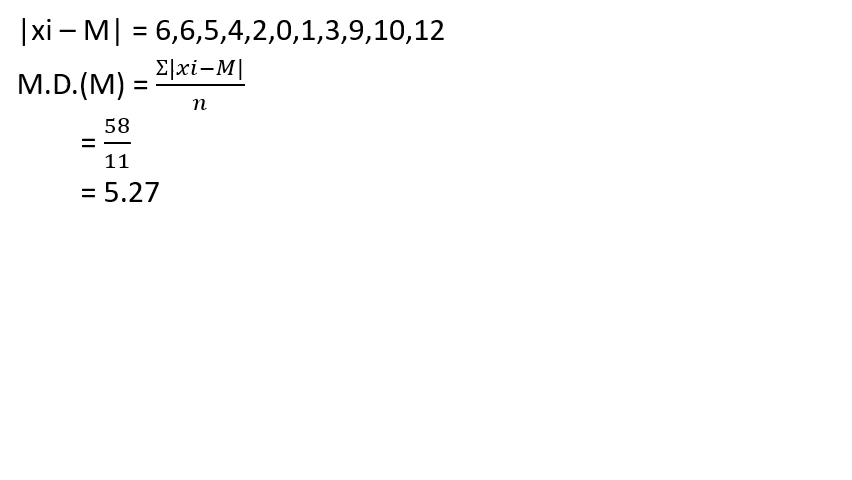 |xi – M| = 6,6,5,4,2,0,1,3,9,10,12
M.D.(M) = Σ|xi−M| / n
= 58 / 11
= 5.27